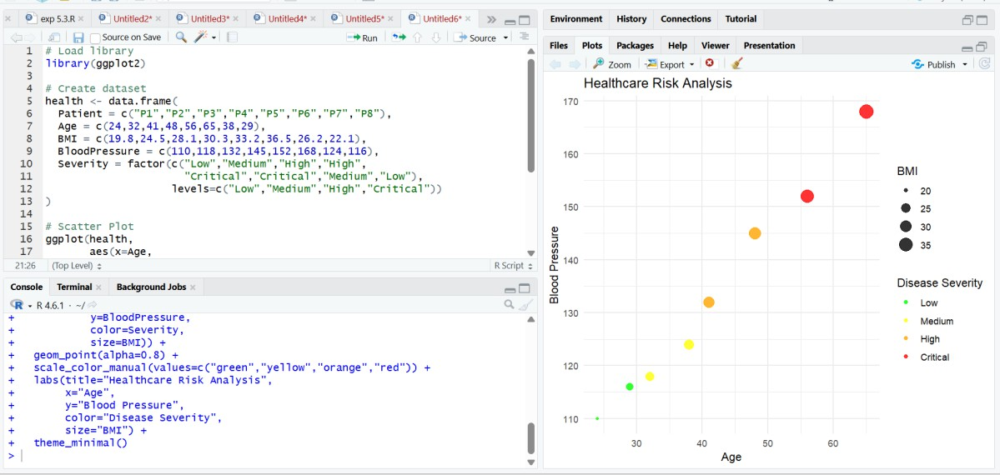 exp 5.3.R × Untitled2* × Untitled3* × Untitled4* × Untitled5* × Untitled6* ×
Source on Save Run Source
1 # Load library
2 library(ggplot2)
3
4 # Create dataset
5 health <- data.frame(
6   Patient = c("P1","P2","P3","P4","P5","P6","P7","P8"),
7   Age = c(24,32,41,48,56,65,38,29),
8   BMI = c(19.8,24.5,28.1,30.3,33.2,36.5,26.2,22.1),
9   BloodPressure = c(110,118,132,145,152,168,124,116),
10   Severity = factor(c("Low","Medium","High","High",
11                       "Critical","Critical","Medium","Low"),
12                     levels=c("Low","Medium","High","Critical"))
13 )
14
15 # Scatter Plot
16 ggplot(health,
17        aes(x=Age,
21:26 (Top Level) R Script
Console Terminal × Background Jobs ×
R 4.6.1 · ~/
+            y=BloodPressure,
+            color=Severity,
+            size=BMI)) +
+   geom_point(alpha=0.8) +
+   scale_color_manual(values=c("green","yellow","orange","red")) +
+   labs(title="Healthcare Risk Analysis",
+        x="Age",
+        y="Blood Pressure",
+        color="Disease Severity",
+        size="BMI") +
+   theme_minimal()
>
Environment History Connections Tutorial
Files Plots Packages Help Viewer Presentation
Zoom Export Publish
Healthcare Risk Analysis
170
160
150
140
130
120
110
Blood Pressure
30 40 50 60
Age
BMI
20
25
30
35
Disease Severity
Low
Medium
High
Critical